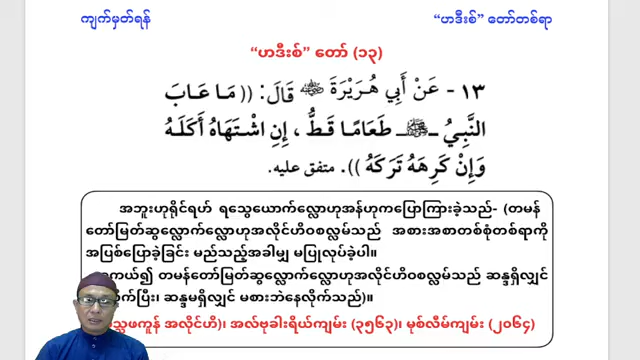 ကျက်မှတ်ရန်
“ဟဒီးစ်” တော်တစ်ရာ
“ဟဒီးစ်” တော် (၁၃)
١٣ - عَنْ أَبِي هُرَيْرَةَ ﷺ قَالَ: ((مَا عَابَ
النَّبِيُّ ـ ﷺ ـ طَعَامًا قَطُّ ، إِنِ اشْتَهَاهُ أَكَلَهُ
وَإِنْ كَرِهَهُ تَرَكَهُ )). متفق عليه.
အဘူးဟုရိုင်ရဟ် ရသွေယောက်လ္လောဟုအန်ဟုကပြောကြားခဲ့သည်- (တမန်
တော်မြတ်ဆွလ္လောက်လ္လောဟုအလိုင်ဟိဝစလ္လမ်သည် အစားအစာတစ်စုံတစ်ရာကို
အပြစ်ပြောခဲ့ခြင်း မည်သည့်အခါမျှ မပြုလုပ်ခဲ့ပါ။
တမန်တော်မြတ်ဆွလ္လောက်လ္လောဟုအလိုင်ဟိဝစလ္လမ်သည် ဆန္ဒရှိလျှင်
ဆန္ဒမရှိလျှင် မစားဘဲနေလိုက်သည်)။
အလိုင်ဟိ)၊ အလ်ဗုခါးရီယ်ကျမ်း (၃၅၆၃)၊ မုစ်လီမ်ကျမ်း (၂၀၆၄)